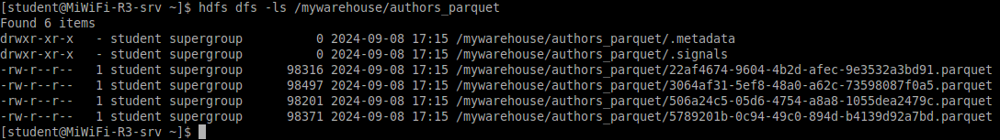 [student@MiWiFi-R3-srv ~]$ hdfs dfs -ls /mywarehouse/authors_parquet
Found 6 items
drwxr-xr-x   - student supergroup          0 2024-09-08 17:15 /mywarehouse/authors_parquet/.metadata
drwxr-xr-x   - student supergroup          0 2024-09-08 17:15 /mywarehouse/authors_parquet/.signals
-rw-r--r--   1 student supergroup      98316 2024-09-08 17:15 /mywarehouse/authors_parquet/22af4674-9604-4b2d-afec-9e3532a3bd91.parquet
-rw-r--r--   1 student supergroup      98497 2024-09-08 17:15 /mywarehouse/authors_parquet/3064af31-5ef8-48a0-a62c-73598087f0a5.parquet
-rw-r--r--   1 student supergroup      98201 2024-09-08 17:15 /mywarehouse/authors_parquet/506a24c5-05d6-4754-a8a8-1055dea2479c.parquet
-rw-r--r--   1 student supergroup      98371 2024-09-08 17:15 /mywarehouse/authors_parquet/5789201b-0c94-49c0-894d-b4139d92a7bd.parquet
[student@MiWiFi-R3-srv ~]$